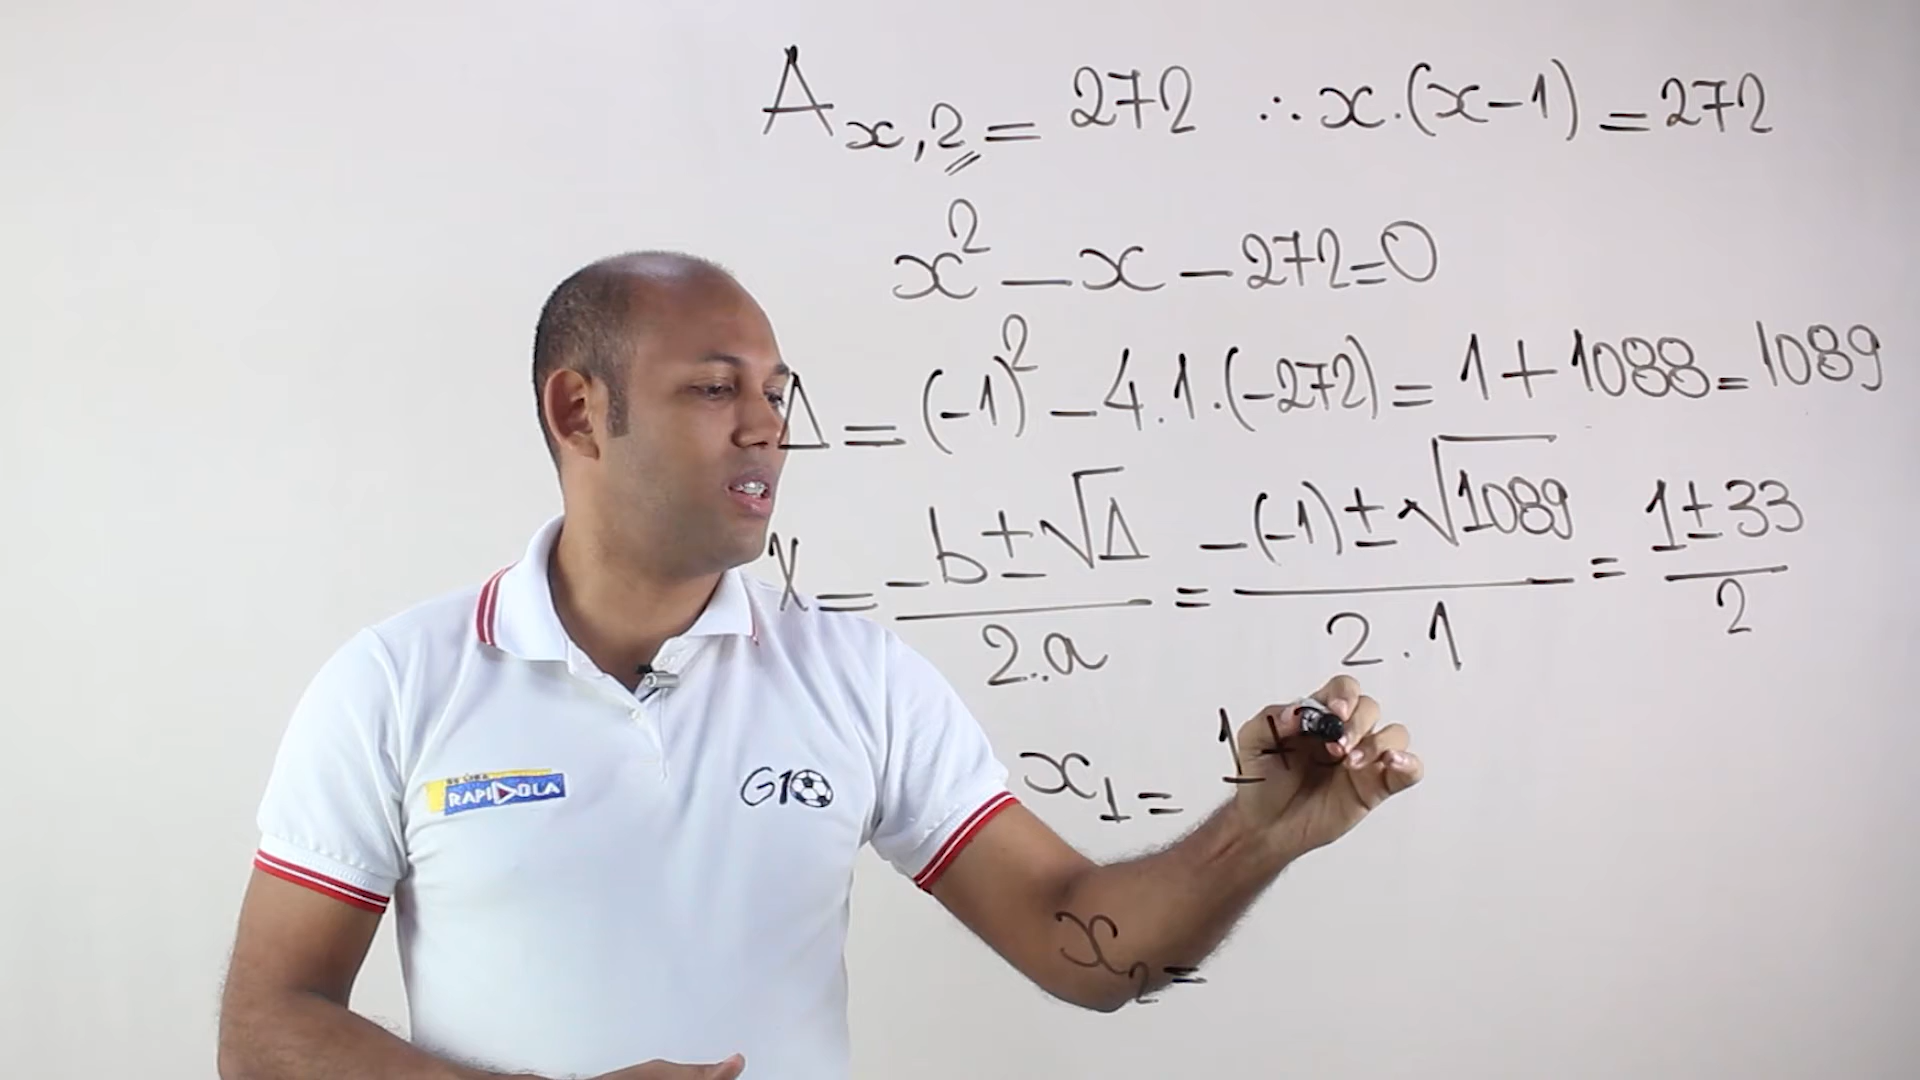 A x,2 = 272 ∴ x.(x-1) = 272
x² - x - 272 = 0
Δ = (-1)² - 4.1.(-272) = 1 + 1088 = 1089
x = -b ± √Δ / 2.a = -(-1) ± √1089 / 2.1 = 1 ± 33 / 2
x₁ = 1+3
x₂ =
RAPIDOLA
G10